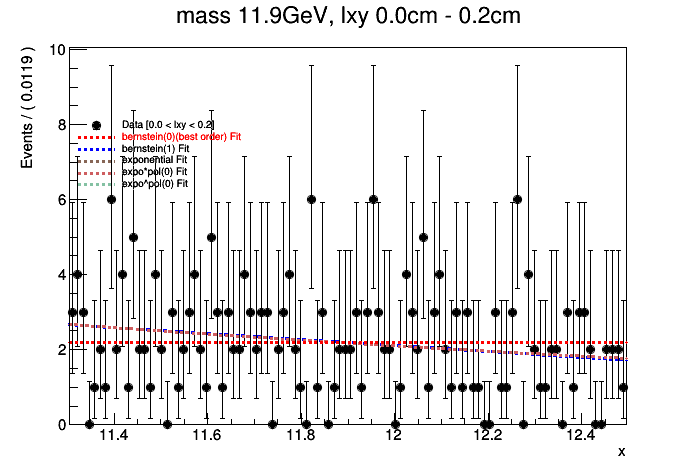 mass 11.9GeV, lxy 0.0cm - 0.2cm
Events / ( 0.0119 )
10
8
6
4
2
0
Data [0.0 < lxy < 0.2]
bernstein(0)(best order) Fit
bernstein(1) Fit
exponential Fit
expo*pol(0) Fit
expo^pol(0) Fit
11.4 11.6 11.8 12 12.2 12.4
x